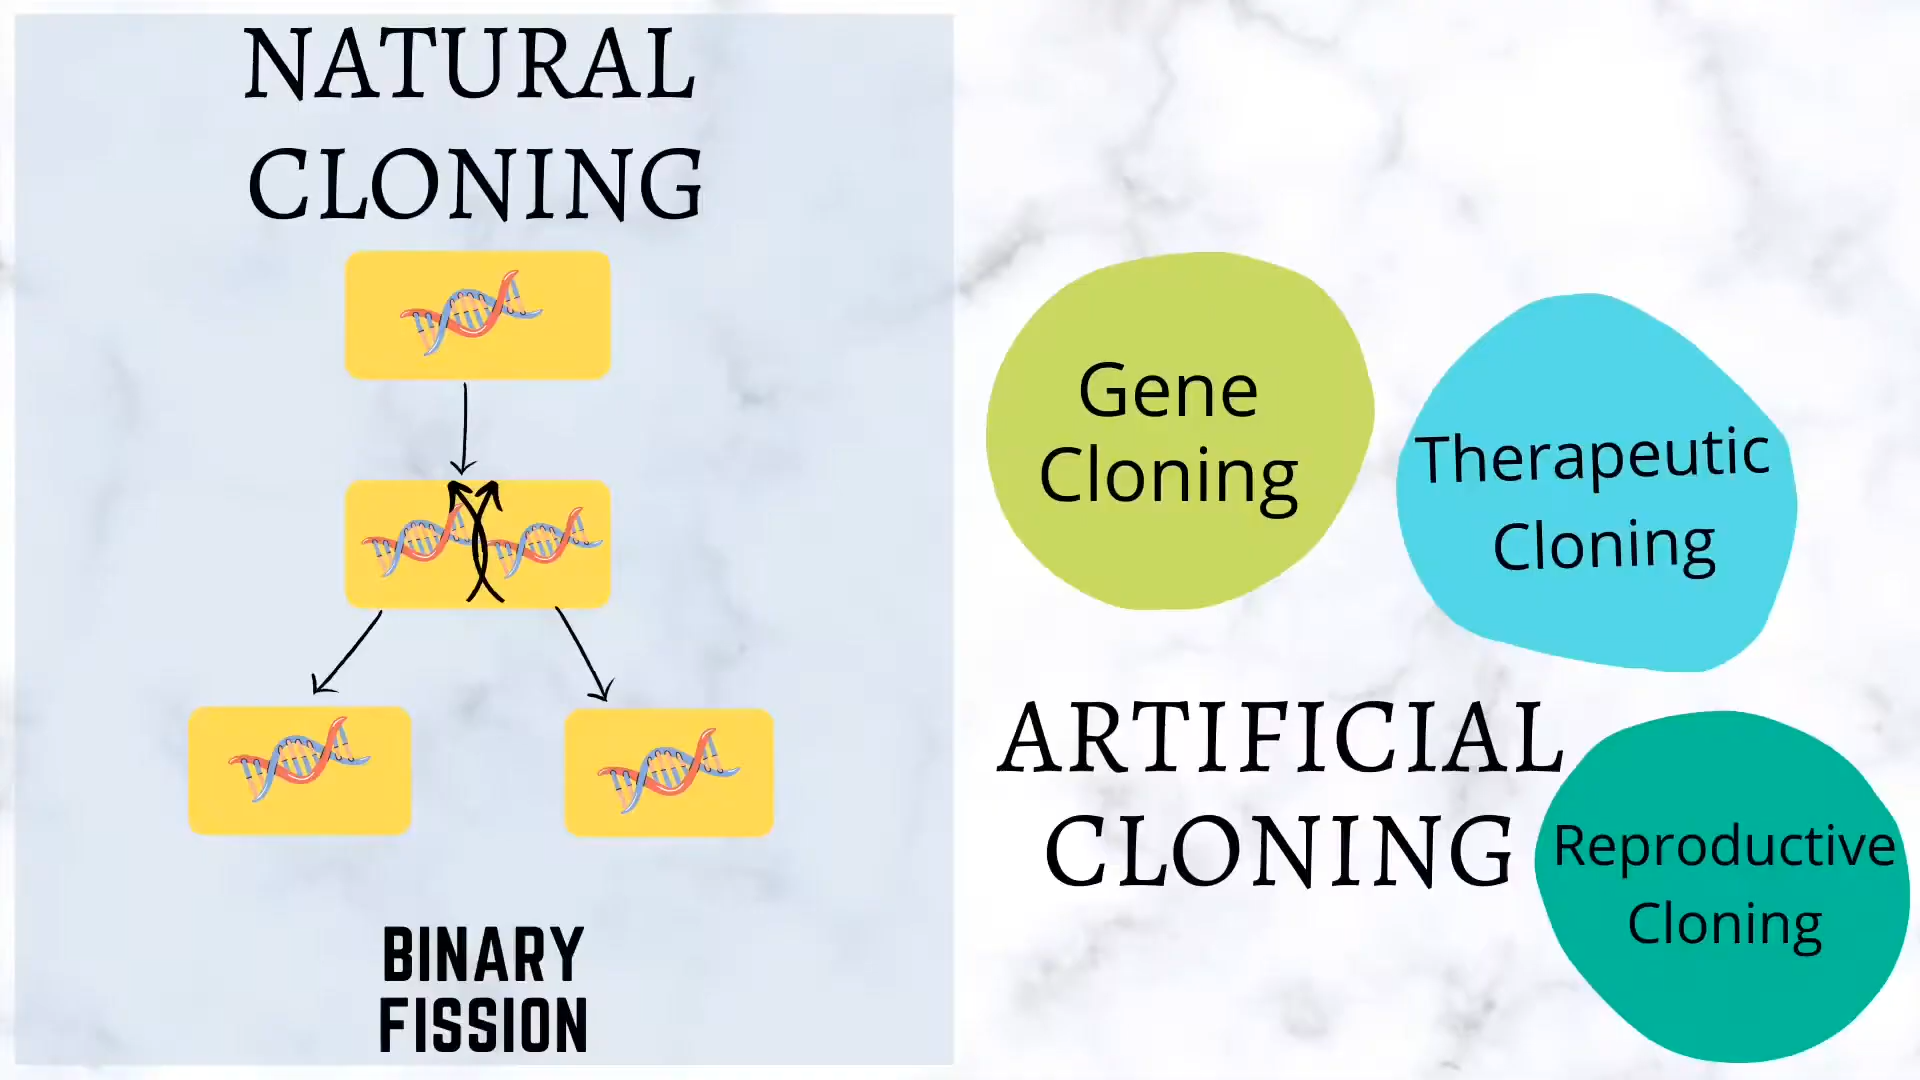 NATURAL
CLONING
BINARY
FISSION
Gene
Cloning
Therapeutic
Cloning
ARTIFICIAL
CLONING
Reproductive
Cloning